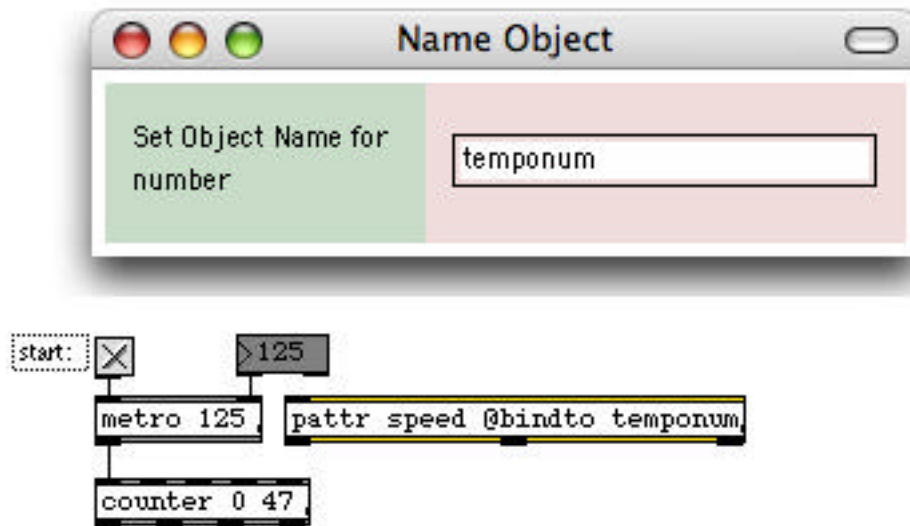 Name Object
Set Object Name for
number
temponum
start:
125
metro 125
pattr speed @bindto temponum
counter 0 47